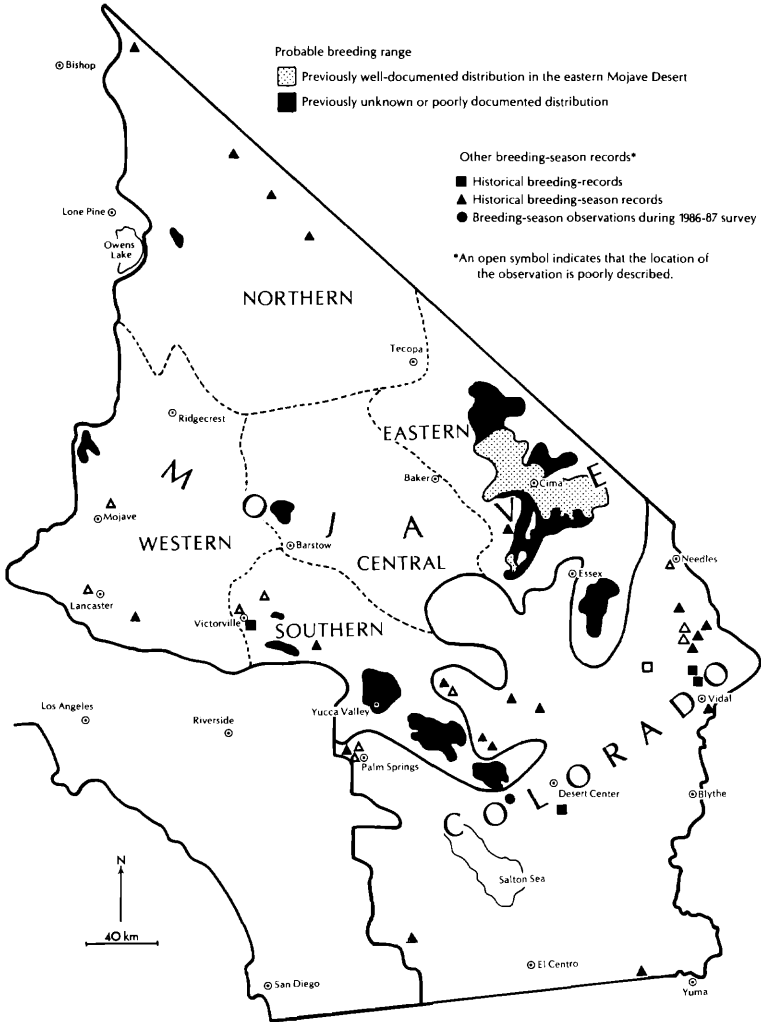 Probable breeding range
Bishop
Previously well-documented distribution in the eastern Mojave Desert
Previously unknown or poorly documented distribution
Other breeding-season records*
Historical breeding-records
Historical breeding-season records
Breeding-season observations during 1986-87 survey
Lone Pine
Owens
Lake
*An open symbol indicates that the location of
the observation is poorly described.
NORTHERN
Tecopa
Ridgecrest
EASTERN
MOJAVE
Baker
Cima
Mojave
WESTERN
Barstow
CENTRAL
Essex
Needles
Lancaster
Victorville
SOUTHERN
Los Angeles
Riverside
Yucca Valley
Vidal
COLORADO
Palm Springs
Desert Center
Blythe
Salton Sea
N
40 km
El Centro
San Diego
Yuma